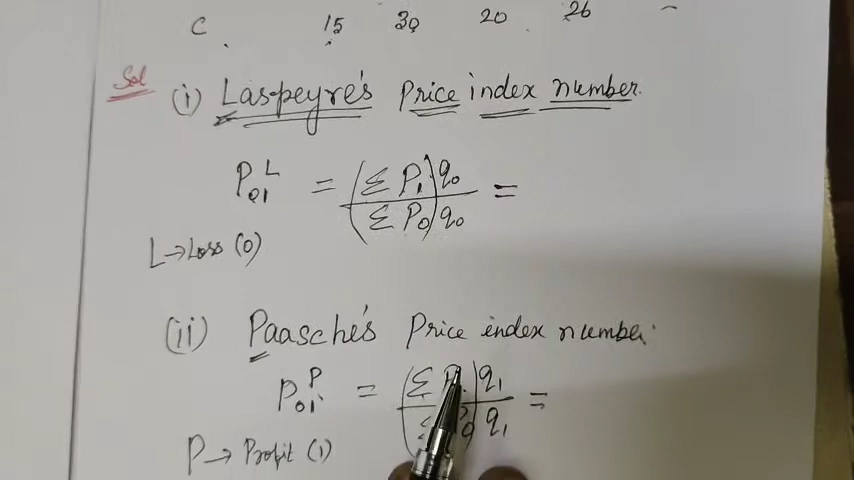 C 15 30 20 26
Sol
(i) Laspeyre's Price index number.
P₀₁ᴸ = (Σ P₁) q₀ / (Σ P₀) q₀ =
L → Loss (0)
(ii) Paasche's Price index number.
P₀₁ᴾ = (Σ P₁) q₁ / (Σ P₀) q₁ =
P → Profit (1)